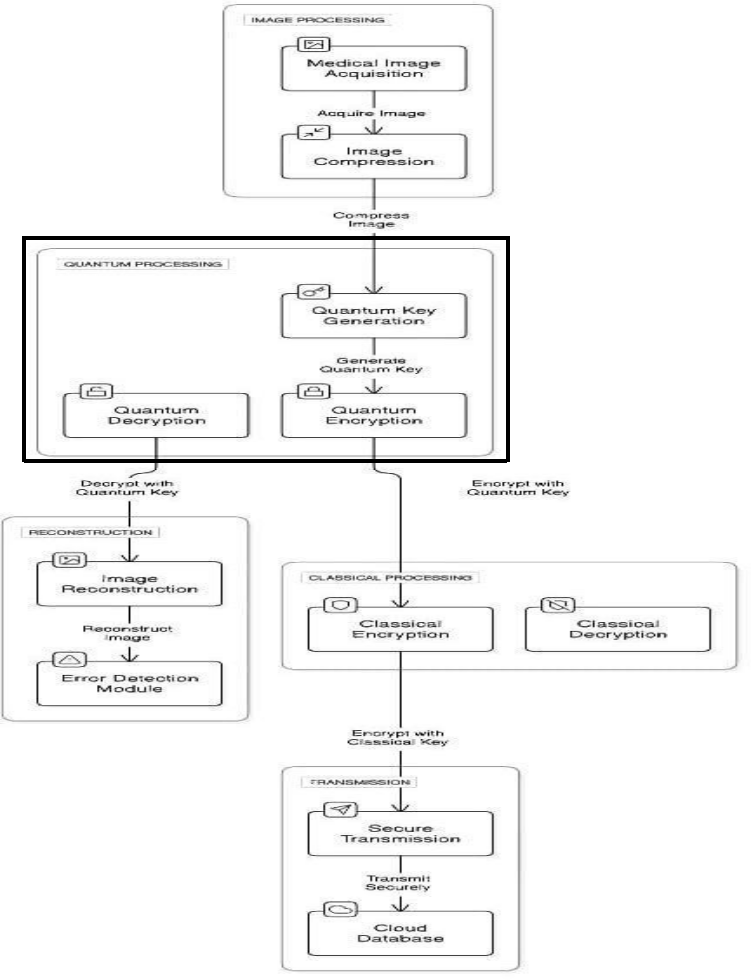 IMAGE PROCESSING
Medical Image
Acquisition
Acquire Image
Image
Compression
Compress
Image
QUANTUM PROCESSING
Quantum Key
Generation
Generate
Quantum Key
Quantum
Decryption
Quantum
Encryption
Decrypt with
Quantum Key
Encrypt with
Quantum Key
RECONSTRUCTION
Image
Reconstruction
Reconstruct
Image
Error Detection
Module
CLASSICAL PROCESSING
Classical
Encryption
Classical
Decryption
Encrypt with
Classical Key
TRANSMISSION
Secure
Transmission
Transmit
Securely
Cloud
Database